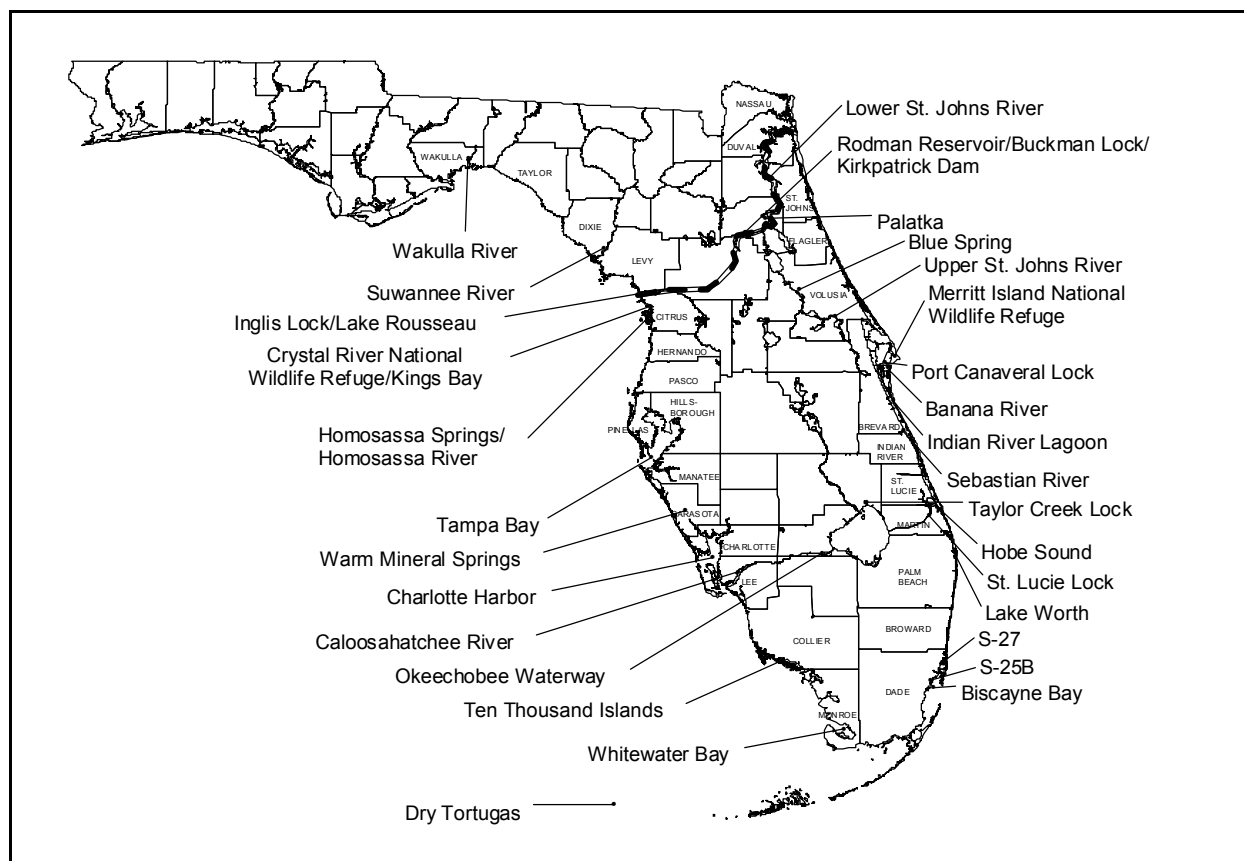 NASSAU
Lower St. Johns River
DUVAL
Rodman Reservoir/Buckman Lock/
Kirkpatrick Dam
WAKULLA
TAYLOR
ST.
JOHNS
Palatka
DIXIE
Wakulla River
FLAGLER
Blue Spring
LEVY
Upper St. Johns River
Suwannee River
VOLUSIA
Merritt Island National
Wildlife Refuge
Inglis Lock/Lake Rousseau
CITRUS
Crystal River National
Wildlife Refuge/Kings Bay
HERNANDO
Port Canaveral Lock
PASCO
Banana River
HILLS-
BOROUGH
PINELLAS
BREVARD
Homosassa Springs/
Homosassa River
Indian River Lagoon
INDIAN
RIVER
Sebastian River
MANATEE
ST.
LUCIE
Taylor Creek Lock
Tampa Bay
SARASOTA
MARTIN
Warm Mineral Springs
CHARLOTTE
Hobe Sound
PALM
BEACH
LEE
St. Lucie Lock
Charlotte Harbor
Lake Worth
Caloosahatchee River
COLLIER
BROWARD
S-27
Okeechobee Waterway
S-25B
DADE
Biscayne Bay
Ten Thousand Islands
MONROE
Whitewater Bay
Dry Tortugas